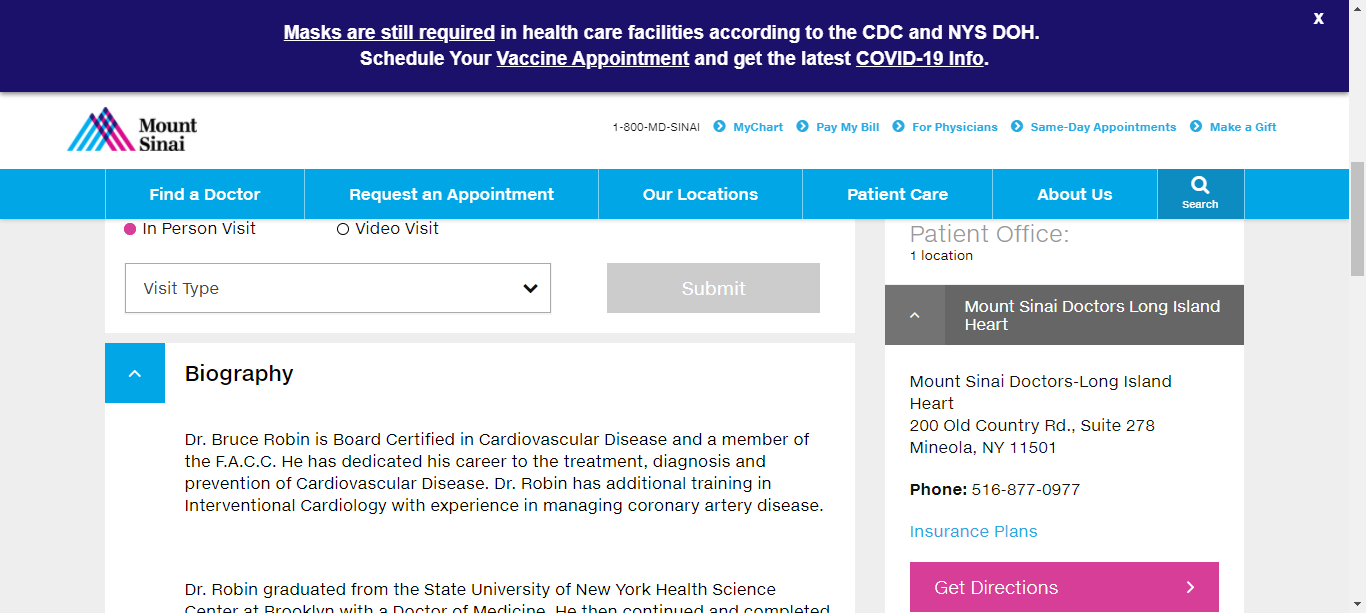 Masks are still required in health care facilities according to the CDC and NYS DOH.
X
Schedule Your Vaccine Appointment and get the latest COVID-19 Info.
Mount
Sinai
1-800-MD-SINAI MyChart Pay My Bill For Physicians Same-Day Appointments Make a Gift
Find a Doctor Request an Appointment Our Locations Patient Care About Us Search
In Person Visit Video Visit
Visit Type Submit
Biography
Dr. Bruce Robin is Board Certified in Cardiovascular Disease and a member of
the F.A.C.C. He has dedicated his career to the treatment, diagnosis and
prevention of Cardiovascular Disease. Dr. Robin has additional training in
Interventional Cardiology with experience in managing coronary artery disease.
Dr. Robin graduated from the State University of New York Health Science
Center at Brooklyn with a Doctor of Medicine. He then continued and completed
Patient Office:
1 location
Mount Sinai Doctors Long Island
Heart
Mount Sinai Doctors-Long Island
Heart
200 Old Country Rd., Suite 278
Mineola, NY 11501
Phone: 516-877-0977
Insurance Plans
Get Directions